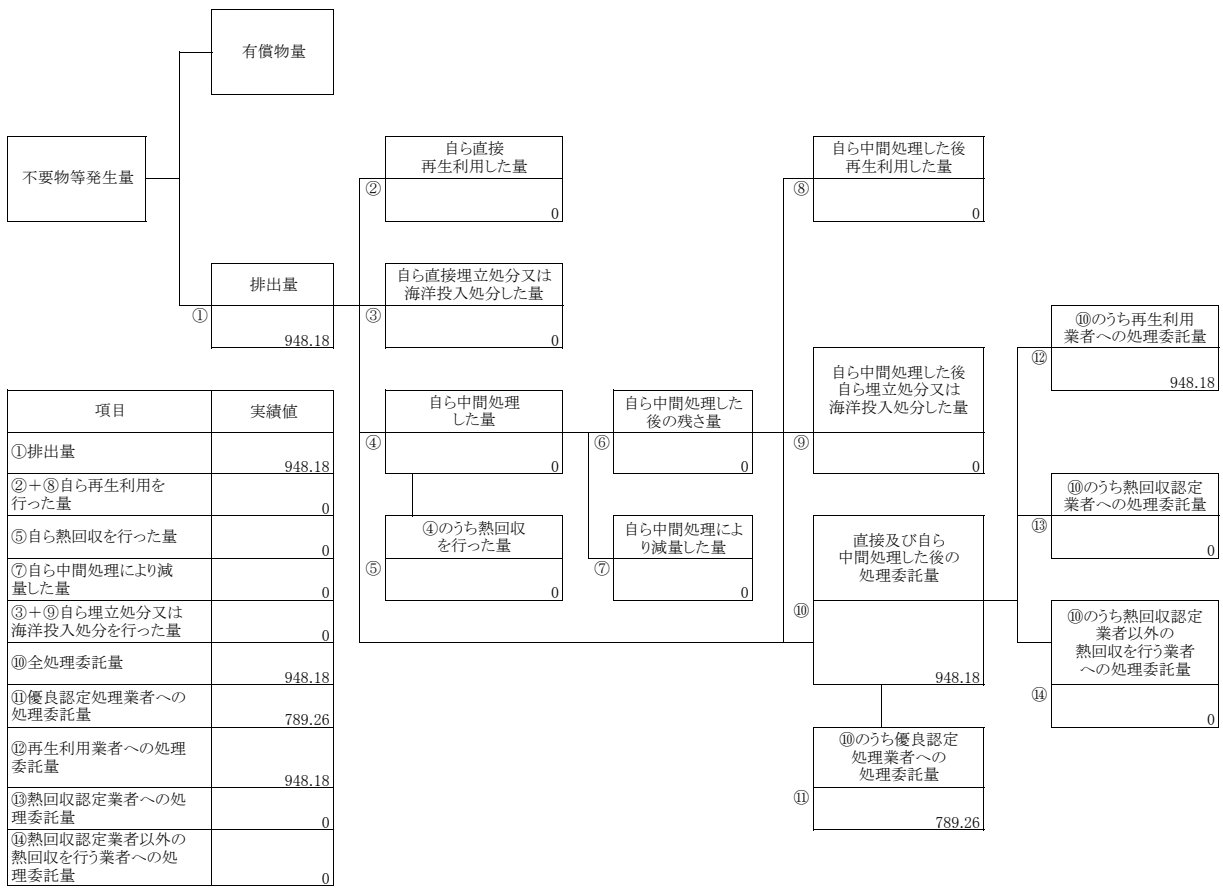 有償物量
不要物等発生量
排出量
①
948.18
自ら直接
再生利用した量
②
0
自ら直接埋立処分又は
海洋投入処分した量
③
0
自ら中間処理
した量
④
0
④のうち熱回収
を行った量
⑤
0
自ら中間処理した
後の残さ量
⑥
0
自ら中間処理によ
り減量した量
⑦
0
自ら中間処理した後
再生利用した量
⑧
0
自ら中間処理した後
自ら埋立処分又は
海洋投入処分した量
⑨
0
直接及び自ら
中間処理した後の
処理委託量
⑩
948.18
⑩のうち優良認定
処理業者への
処理委託量
⑪
789.26
⑩のうち再生利用
業者への処理委託量
⑫
948.18
⑩のうち熱回収認定
業者への処理委託量
⑬
0
⑩のうち熱回収認定
業者以外の
熱回収を行う業者
への処理委託量
⑭
0
項目 実績値
①排出量
948.18
②+⑧自ら再生利用を
行った量
0
⑤自ら熱回収を行った量
0
⑦自ら中間処理により減
量した量
0
③+⑨自ら埋立処分又は
海洋投入処分を行った量
0
⑩全処理委託量
948.18
⑪優良認定処理業者への
処理委託量
789.26
⑫再生利用業者への処理
委託量
948.18
⑬熱回収認定業者への処
理委託量
0
⑭熱回収認定業者以外の
熱回収を行う業者への処
理委託量
0